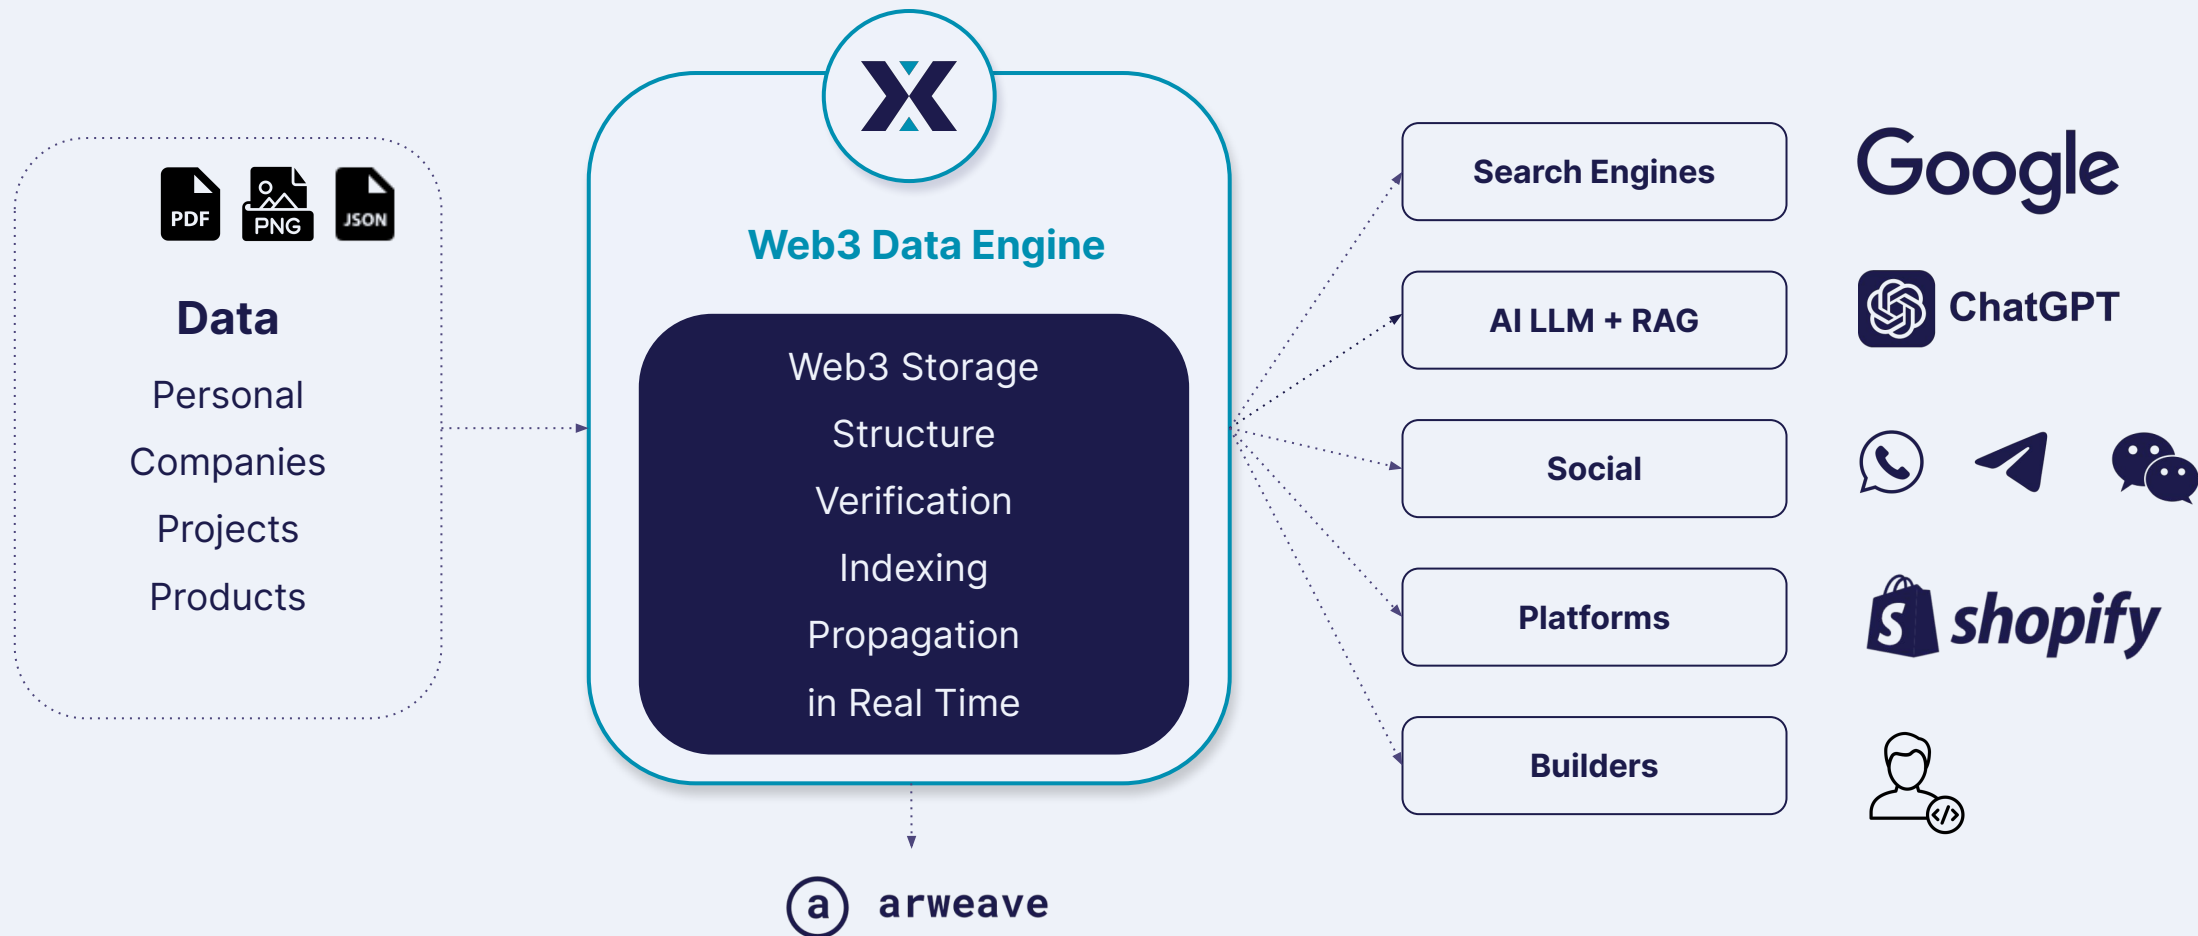 PDF
PNG
JSON
Data
Personal
Companies
Projects
Products
Web3 Data Engine
Web3 Storage
Structure
Verification
Indexing
Propagation
in Real Time
a arweave
Search Engines
Google
AI LLM + RAG
ChatGPT
Social
Platforms
S shopify
Builders
</>